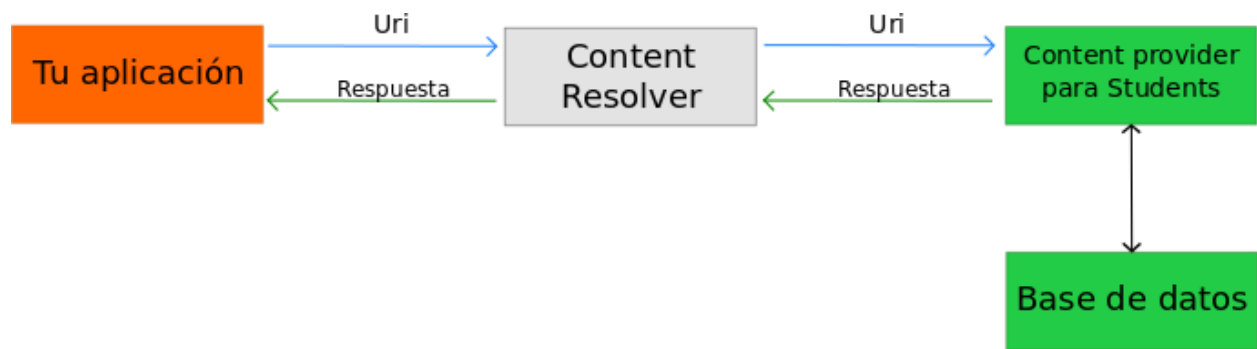 Uri
Uri
Tu aplicación
Content
Resolver
Content provider
para Students
Respuesta
Respuesta
Base de datos